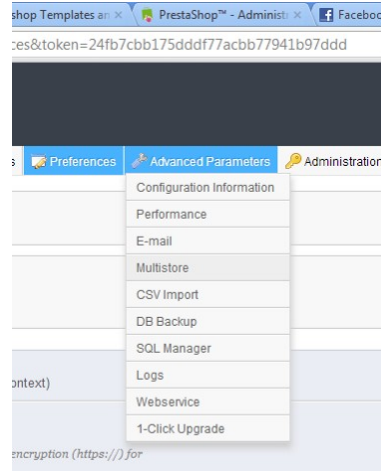 shop Templates an ×
PrestaShop™ - Administ ×
Facebo
ces&token=24fb7cbb175dddf77acbb77941b97ddd
s
Preferences
Advanced Parameters
Administration
Configuration Information
Performance
E-mail
Multistore
CSV Import
DB Backup
SQL Manager
Logs
ontext)
Webservice
1-Click Upgrade
encryption (https://) for